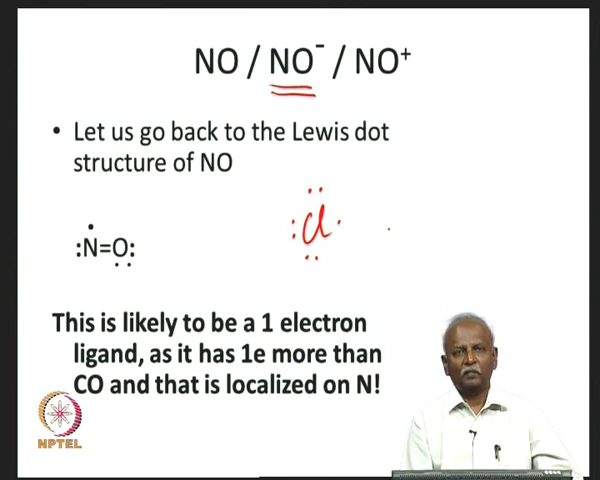 NO / NO⁻ / NO⁺
• Let us go back to the Lewis dot
structure of NO
:N=O:
:Cl·
This is likely to be a 1 electron
ligand, as it has 1e more than
CO and that is localized on N!
NPTEL